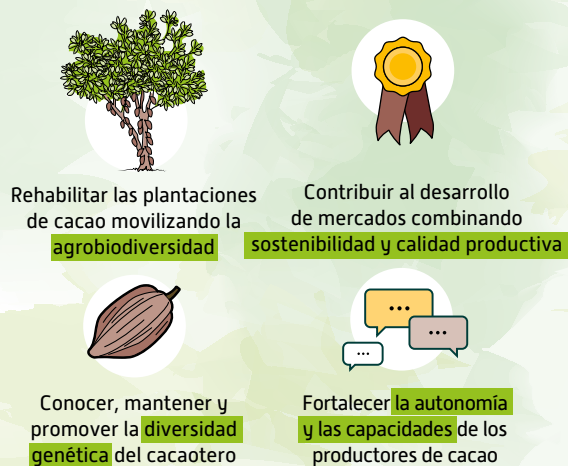 Rehabilitar las plantaciones
de cacao movilizando la
agrobiodiversidad
Contribuir al desarrollo
de mercados combinando
sostenibilidad y calidad productiva
Conocer, mantener y
promover la diversidad
genética del cacaotero
Fortalecer la autonomía
y las capacidades de los
productores de cacao